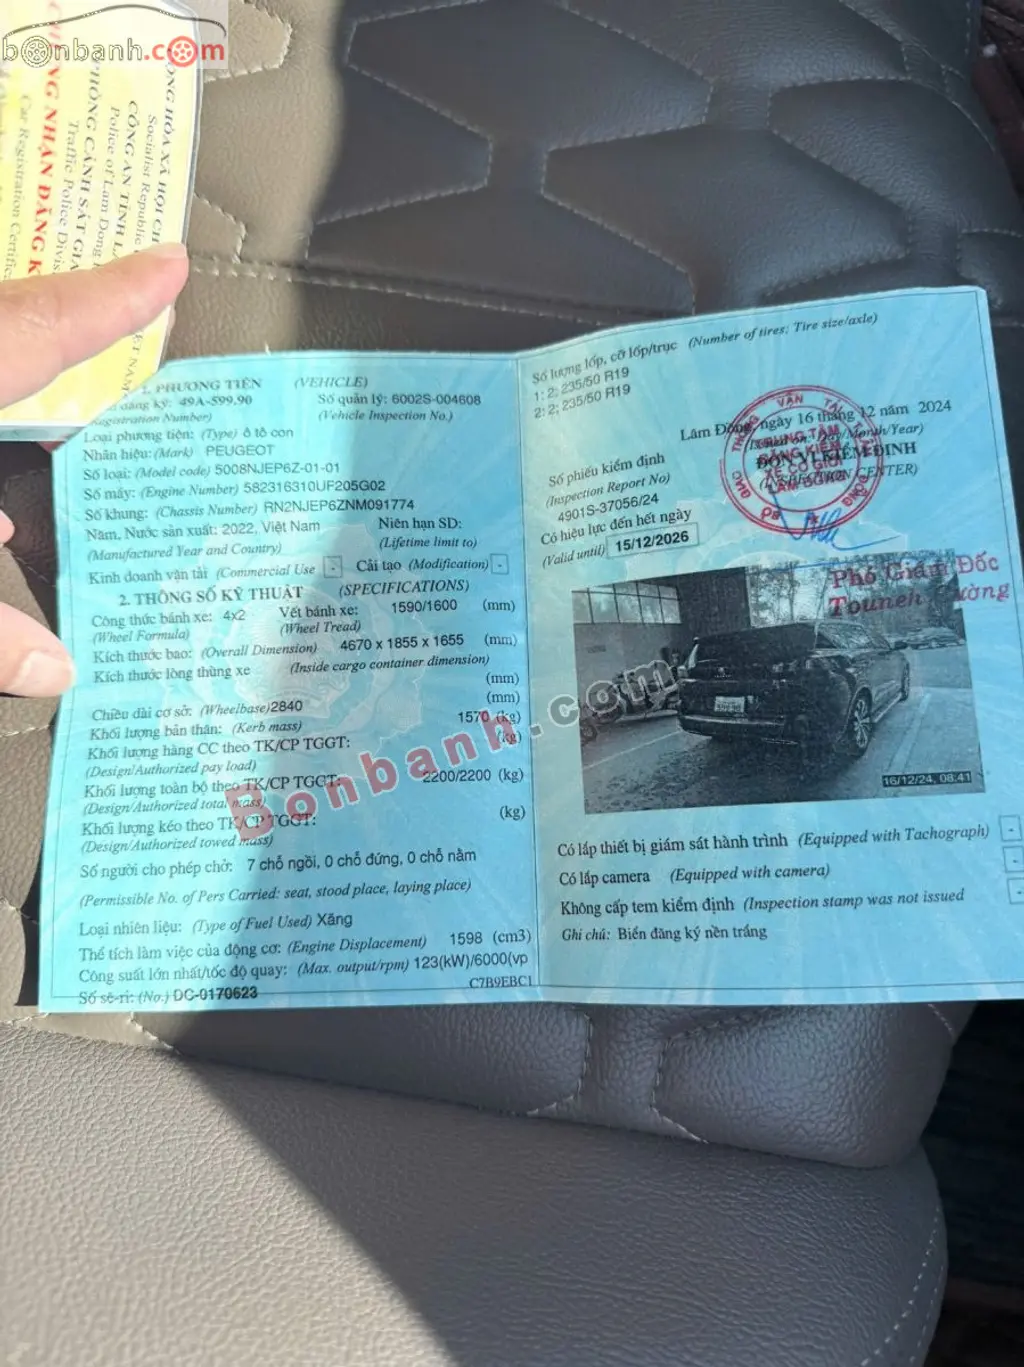 bonbanh.com
CỘNG HÒA XÃ HỘI CH
Socialist Republic
CÔNG AN TỈNH L
Police of Lam Dong
PHÒNG CẢNH SÁT GIA
Traffic Police Divis
NHẬN ĐĂNG K
Car Registration Certific
VIỆT NAM
1. PHƯƠNG TIỆN (VEHICLE)
đăng ký: 49A-599.90 Số quản lý: 6002S-004608
Registration Number) (Vehicle Inspection No.)
Loại phương tiện: (Type) ô tô con
Nhãn hiệu: (Mark) PEUGEOT
Số loại: (Model code) 5008NJEP6Z-01-01
Số máy: (Engine Number) 582316310UF205G02
Số khung: (Chassis Number) RN2NJEP6ZNM091774
Năm, Nước sản xuất: 2022, Việt Nam Niên hạn SD:
(Manufactured Year and Country) (Lifetime limit to)
Kinh doanh vận tải (Commercial Use - Cải tạo (Modification) -
2. THÔNG SỐ KỸ THUẬT (SPECIFICATIONS)
Công thức bánh xe: 4x2 Vết bánh xe: 1590/1600 (mm)
(Wheel Formula) (Wheel Tread)
Kích thước bao: (Overall Dimension) 4670 x 1855 x 1655 (mm)
Kích thước lòng thùng xe (Inside cargo container dimension)
(mm)
Chiều dài cơ sở: (Wheelbase) 2840 (mm)
Khối lượng bản thân: (Kerb mass) 1570 (kg)
Khối lượng hàng CC theo TK/CP TGGT: (kg)
(Design/Authorized pay load)
Khối lượng toàn bộ theo TK/CP TGGT: 2200/2200 (kg)
(Design/Authorized total mass)
Khối lượng kéo theo TK/CP TGGT: (kg)
(Design/Authorized towed mass)
Số người cho phép chở: 7 chỗ ngồi, 0 chỗ đứng, 0 chỗ nằm
(Permissible No. of Pers Carried: seat, stood place, laying place)
Loại nhiên liệu: (Type of Fuel Used) Xăng
Thể tích làm việc của động cơ: (Engine Displacement) 1598 (cm3)
Công suất lớn nhất/tốc độ quay: (Max. output/rpm) 123(kW)/6000(vp
C7B9EBC1
Số sê-ri: (No.) DC-0170623
Số lượng lốp, cỡ lốp/trục (Number of tires; Tire size/axle)
1: 2; 235/50 R19
2: 2; 235/50 R19
Lâm Đồng, ngày 16 tháng 12 năm 2024
(Issued on: Day/Month/Year)
ĐƠN VỊ KIỂM ĐỊNH
(INSPECTION CENTER)
TRUNG TÂM
ĐĂNG KIỂM
XE CƠ GIỚI
LÂM ĐỒNG
Số phiếu kiểm định
(Inspection Report No)
4901S-37056/24
Có hiệu lực đến hết ngày
(Valid until) 15/12/2026
Phó Giám Đốc
Touneh
16/12/24, 08:41
Bonbanh.com
Có lắp thiết bị giám sát hành trình (Equipped with Tachograph) -
Có lắp camera (Equipped with camera) -
Không cấp tem kiểm định (Inspection stamp was not issued -
Ghi chú: Biển đăng ký nền trắng